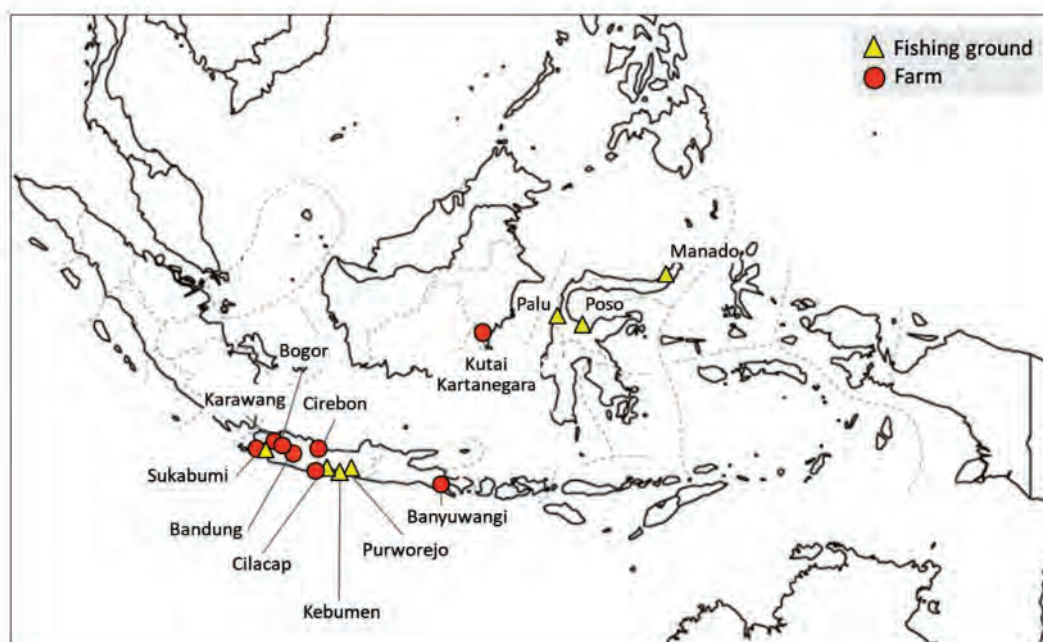 Fishing ground
Farm
Manado
Palu
Poso
Kutai
Kartanegara
Bogor
Karawang
Cirebon
Sukabumi
Bandung
Cilacap
Banyuwangi
Purworejo
Kebumen